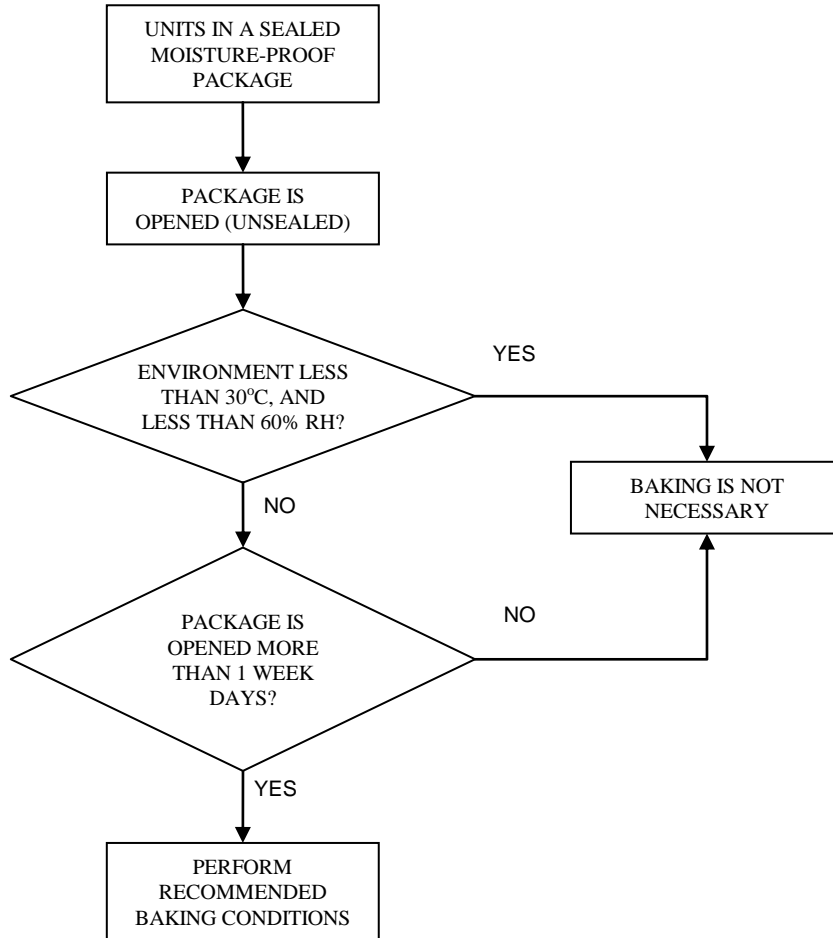 UNITS IN A SEALED
MOISTURE-PROOF
PACKAGE
PACKAGE IS
OPENED (UNSEALED)
ENVIRONMENT LESS
THAN 30°C, AND
LESS THAN 60% RH?
YES
BAKING IS NOT
NECESSARY
NO
PACKAGE IS
OPENED MORE
THAN 1 WEEK
DAYS?
NO
YES
PERFORM
RECOMMENDED
BAKING CONDITIONS